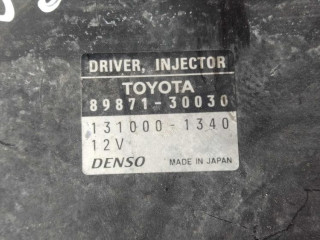 DRIVER, INJECTOR
TOYOTA
89871-30030
131000-1340
12V
DENSO MADE IN JAPAN